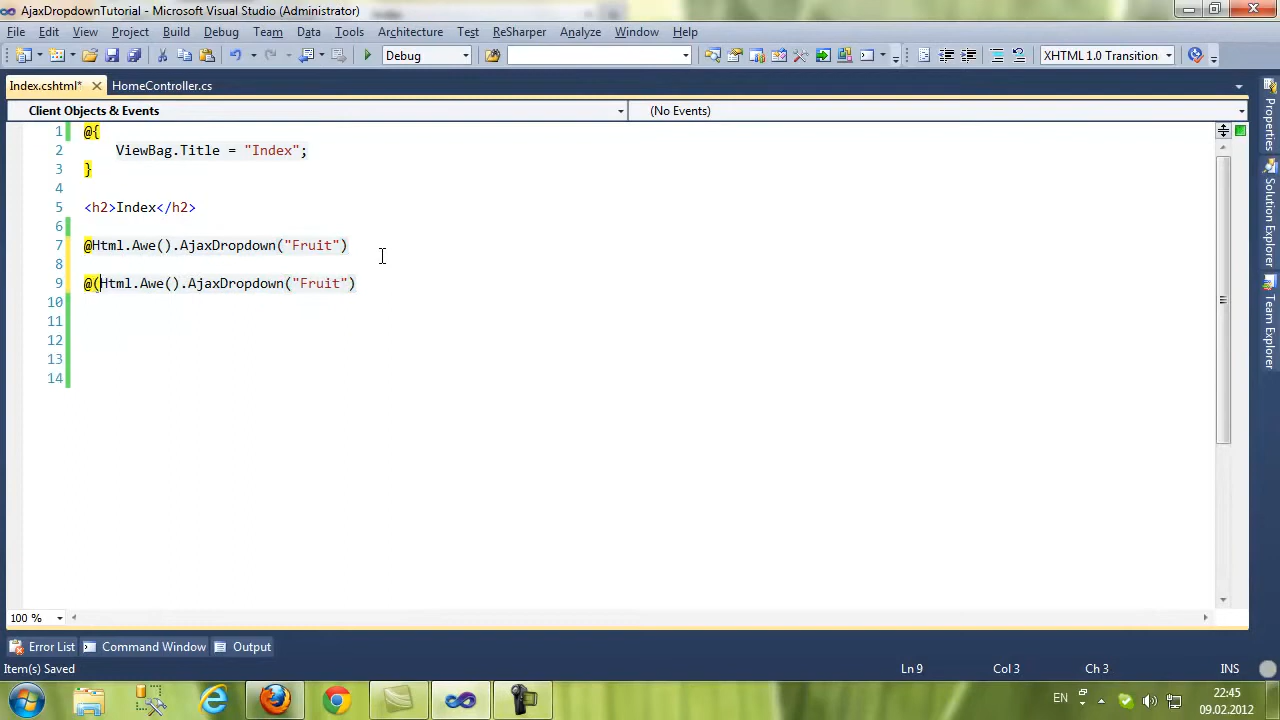 AjaxDropdownTutorial - Microsoft Visual Studio (Administrator)
File Edit View Project Build Debug Team Data Tools Architecture Test ReSharper Analyze Window Help
Debug
XHTML 1.0 Transition
Index.cshtml* HomeController.cs
Client Objects & Events (No Events)
1 @{
2 ViewBag.Title = "Index";
3 }
4
5 <h2>Index</h2>
6
7 @Html.Awe().AjaxDropdown("Fruit")
8
9 @(Html.Awe().AjaxDropdown("Fruit")
10
11
12
13
14
Properties
Solution Explorer
Team Explorer
100 %
Error List Command Window Output
Item(s) Saved Ln 9 Col 3 Ch 3 INS
EN 22:45
09.02.2012